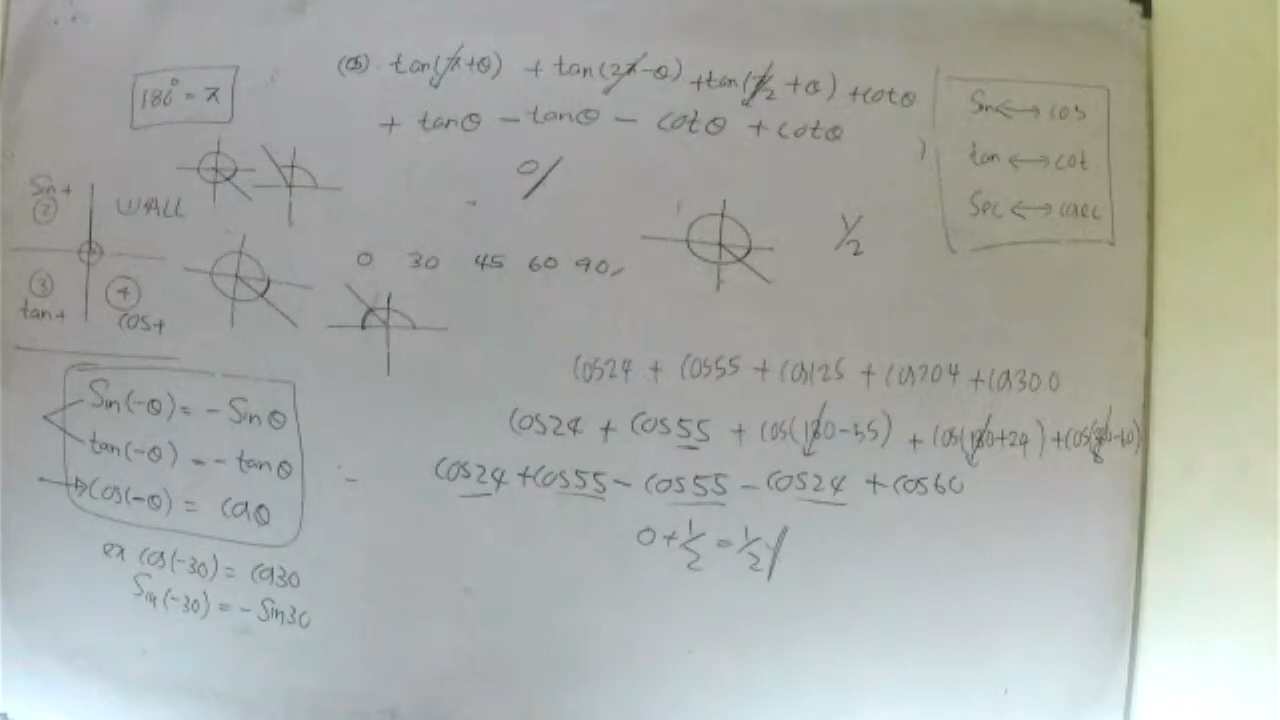 180° = π
(Q5). tan(π+θ) + tan(2π-θ) + tan(π/2 + θ) + cotθ
+ tanθ - tanθ - cotθ + cotθ
0/
Sin ↔ cos
tan ↔ cot
Sec ↔ cosec
Sin+
②
WALL
③
tan+
④
cos+
0 30 45 60 90,
1/2
Sin(-θ) = - Sinθ
tan(-θ) = - tanθ
Cos(-θ) = Cosθ
ex cos(-30) = cos30
Sin(-30) = - Sin30
Cos24 + Cos55 + Cos125 + Cos204 + Cos300
Cos24 + Cos55 + cos(180-55) + cos(180+24) + cos(360-60)
Cos24 + Cos55 - Cos55 - Cos24 + Cos60
0 + 1/2 = 1/2 //